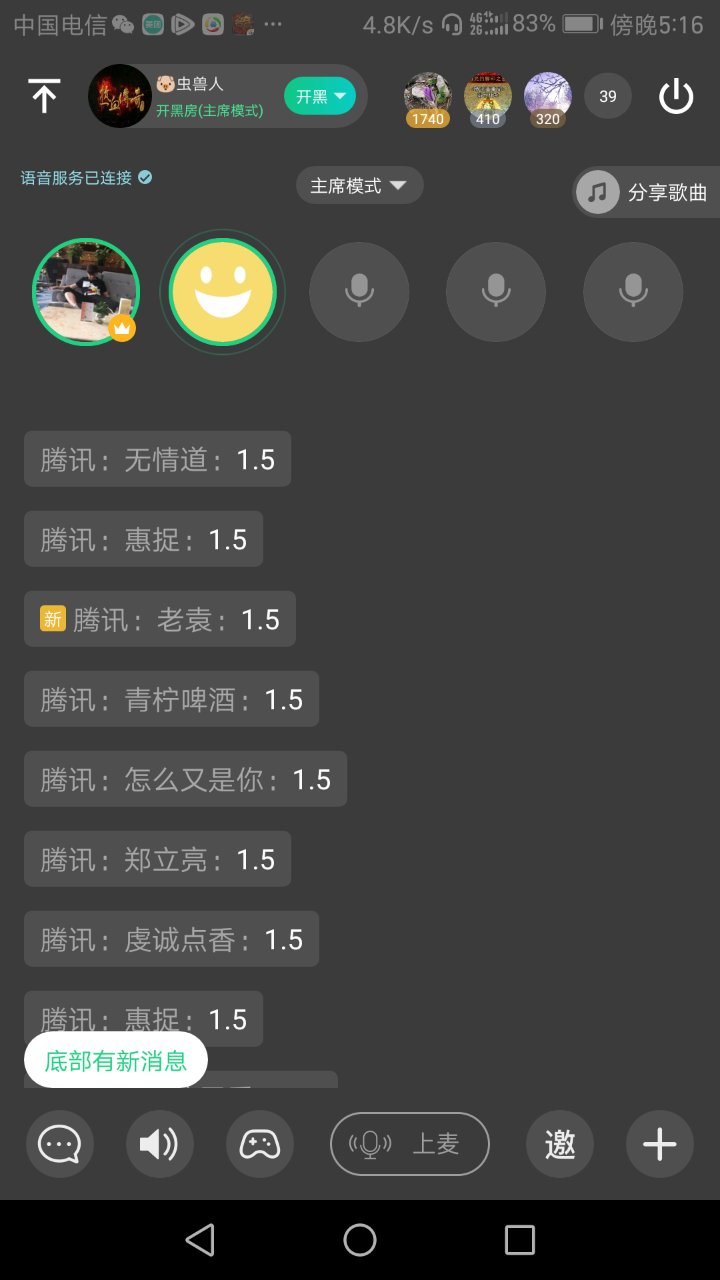 中国电信 4.8K/s 83% 傍晚5:16
🐷虫兽人
开黑房(主席模式)
开黑
1740 410 320 39
语音服务已连接
主席模式
分享歌曲
腾讯：无情道：1.5
腾讯：惠捉：1.5
新 腾讯：老袁：1.5
腾讯：青柠啤酒：1.5
腾讯：怎么又是你：1.5
腾讯：郑立亮：1.5
腾讯：虔诚点香：1.5
腾讯：惠捉：1.5
底部有新消息
上麦
邀